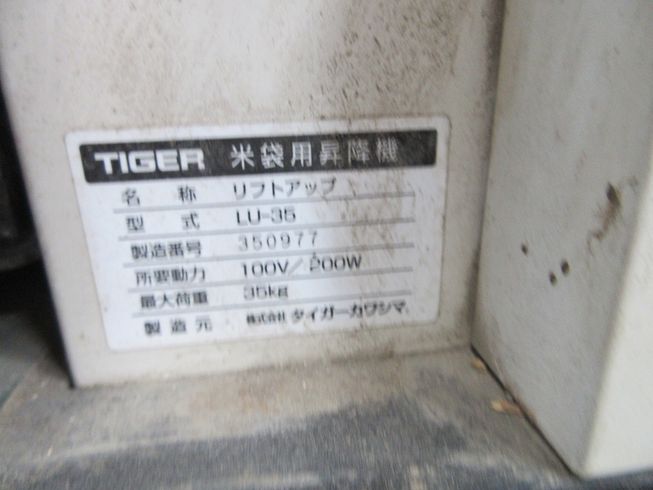 TIGER 米袋用昇降機
名称 リフトアップ
型式 LU-35
製造番号 350977
所要動力 100V/200W
最大荷重 35kg
製造元 株式会社 タイガーカワシマ